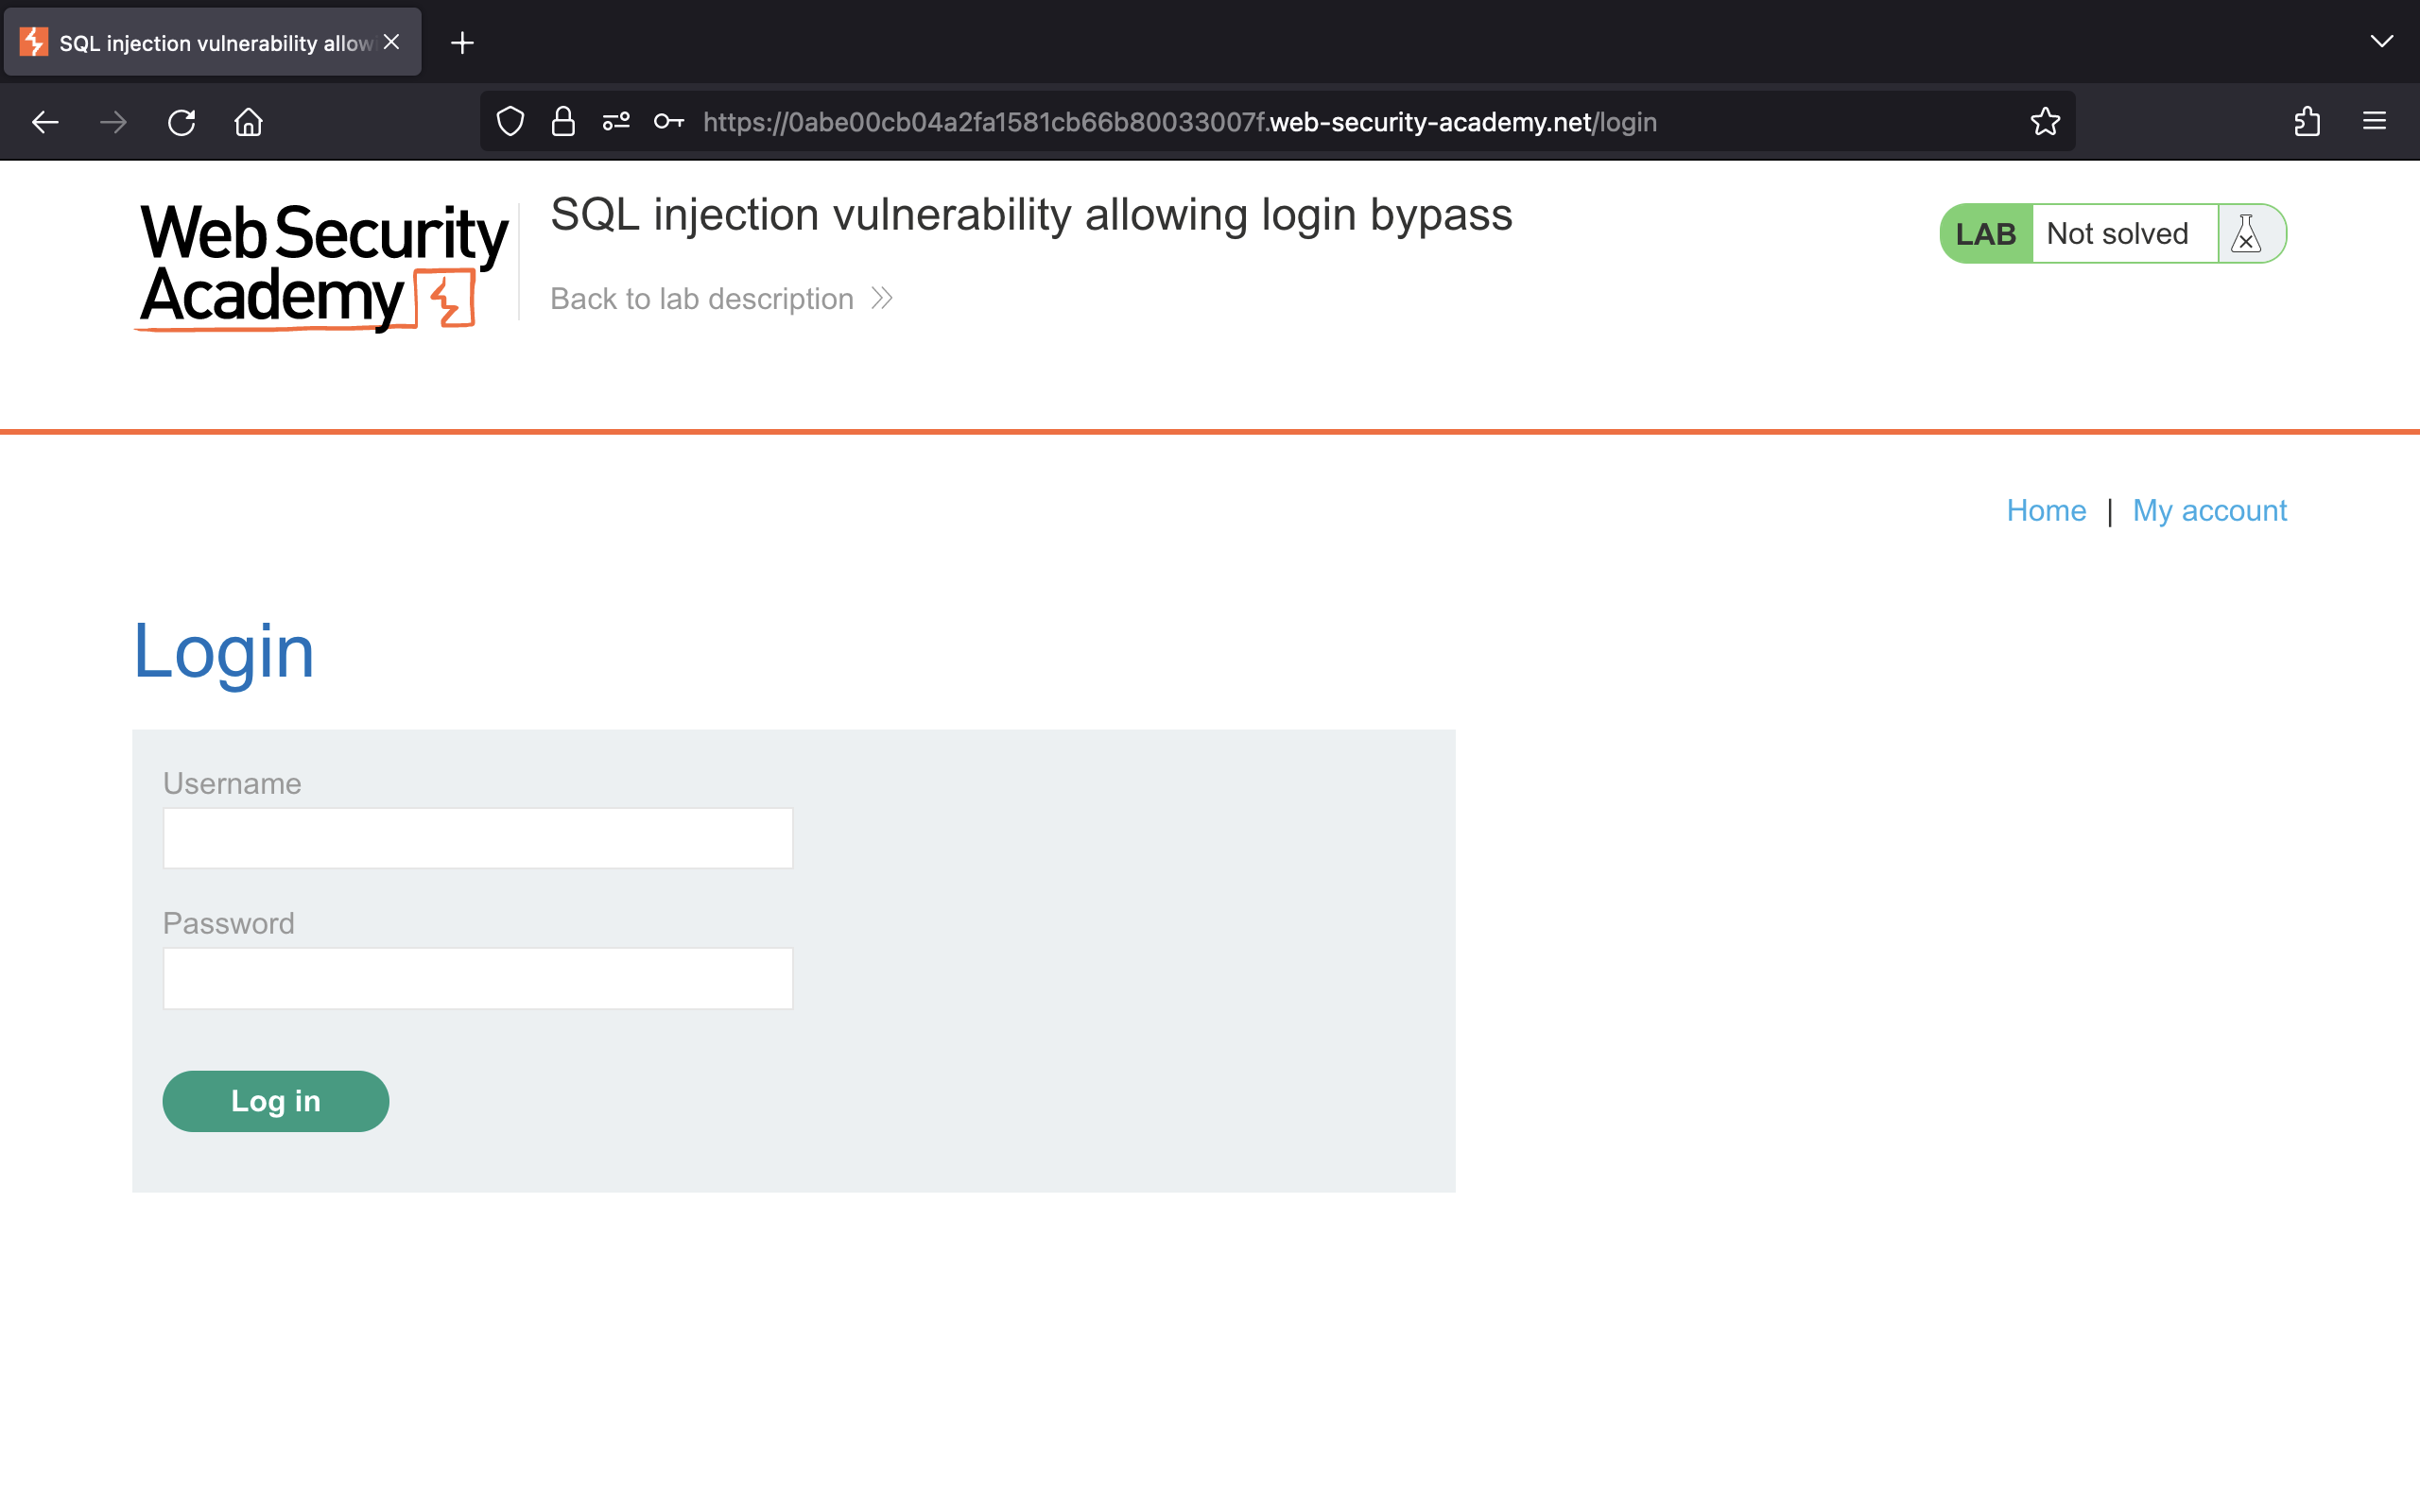 SQL injection vulnerability allow
https://0abe00cb04a2fa1581cb66b80033007f.web-security-academy.net/login
Web Security
Academy
SQL injection vulnerability allowing login bypass
Back to lab description
LAB Not solved
Home | My account
Login
Username
Password
Log in